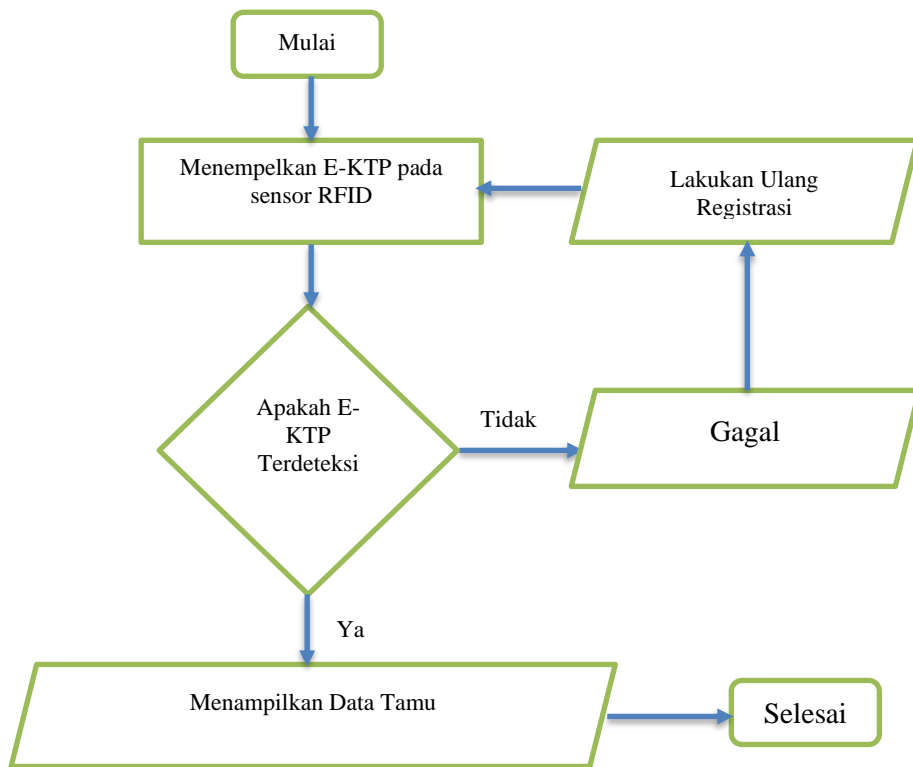 Mulai
Menempelkan E-KTP pada
sensor RFID
Lakukan Ulang
Registrasi
Apakah E-
KTP
Terdeteksi
Tidak
Gagal
Ya
Menampilkan Data Tamu
Selesai